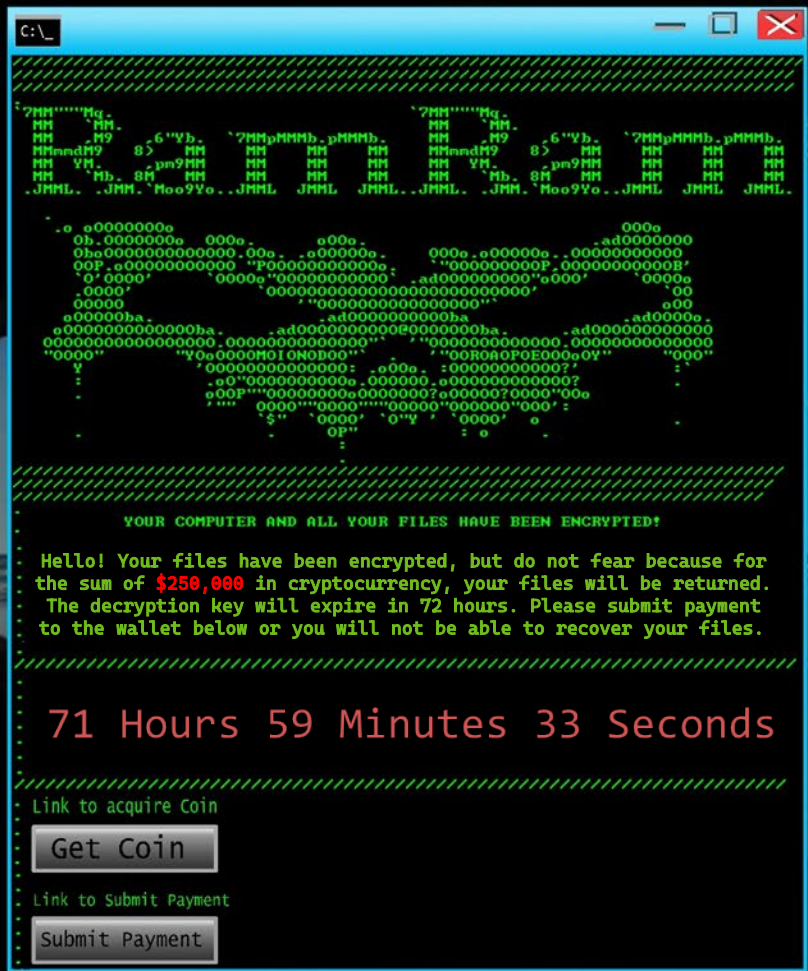 C:\_
RamRam
YOUR COMPUTER AND ALL YOUR FILES HAVE BEEN ENCRYPTED!
Hello! Your files have been encrypted, but do not fear because for
the sum of $250,000 in cryptocurrency, your files will be returned.
The decryption key will expire in 72 hours. Please submit payment
to the wallet below or you will not be able to recover your files.
71 Hours 59 Minutes 33 Seconds
Link to acquire Coin
Get Coin
Link to Submit Payment
Submit Payment